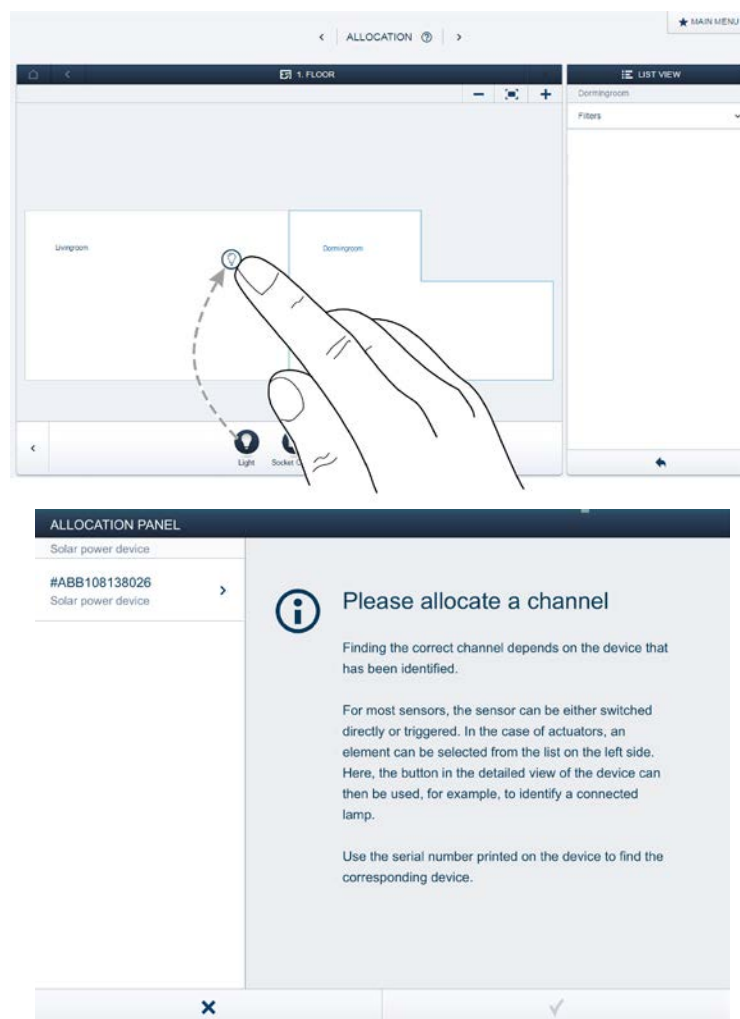 MAIN MENU
ALLOCATION
1. FLOOR
LIST VIEW
Dormingroom
Filters
Livingroom
Dormingroom
Light
Socket
ALLOCATION PANEL
Solar power device
#ABB108138026
Solar power device
Please allocate a channel
Finding the correct channel depends on the device that
has been identified.
For most sensors, the sensor can be either switched
directly or triggered. In the case of actuators, an
element can be selected from the list on the left side.
Here, the button in the detailed view of the device can
then be used, for example, to identify a connected
lamp.
Use the serial number printed on the device to find the
corresponding device.